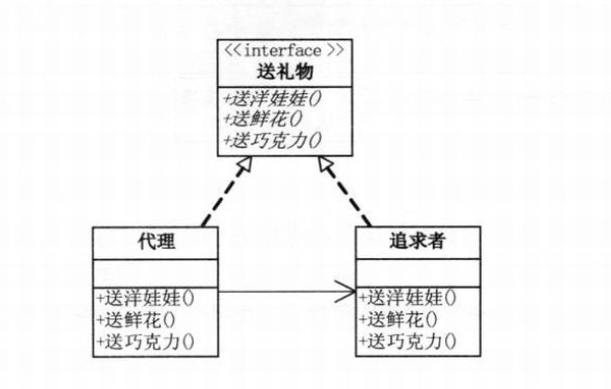 <<interface >>
送礼物
+送洋娃娃()
+送鲜花()
+送巧克力()
代理
+送洋娃娃()
+送鲜花()
+送巧克力()
追求者
+送洋娃娃()
+送鲜花()
+送巧克力()